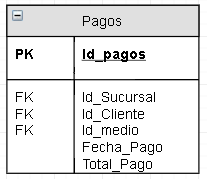 Pagos
PK Id_pagos
FK Id_Sucursal
FK Id_Cliente
FK Id_medio
Fecha_Pago
Total_Pago